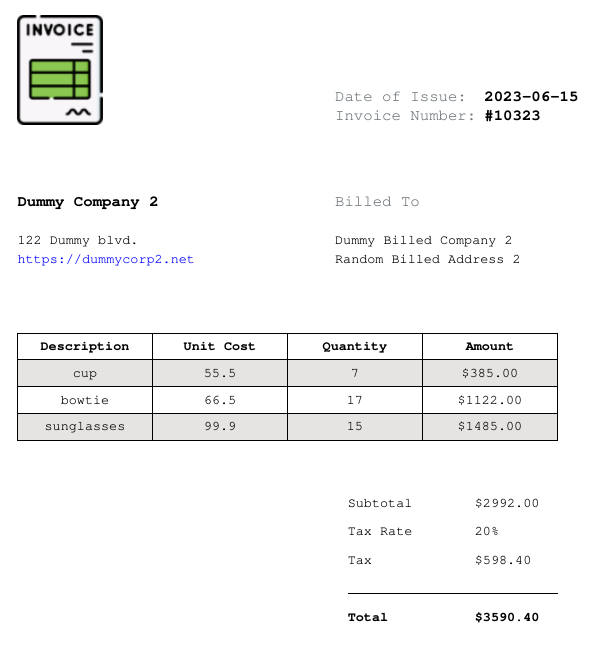 INVOICE
Date of Issue: 2023-06-15
Invoice Number: #10323
Dummy Company 2
Billed To
122 Dummy blvd.
Dummy Billed Company 2
https://dummycorp2.net
Random Billed Address 2
Description Unit Cost Quantity Amount
cup 55.5 7 $385.00
bowtie 66.5 17 $1122.00
sunglasses 99.9 15 $1485.00
Subtotal $2992.00
Tax Rate 20%
Tax $598.40
Total $3590.40